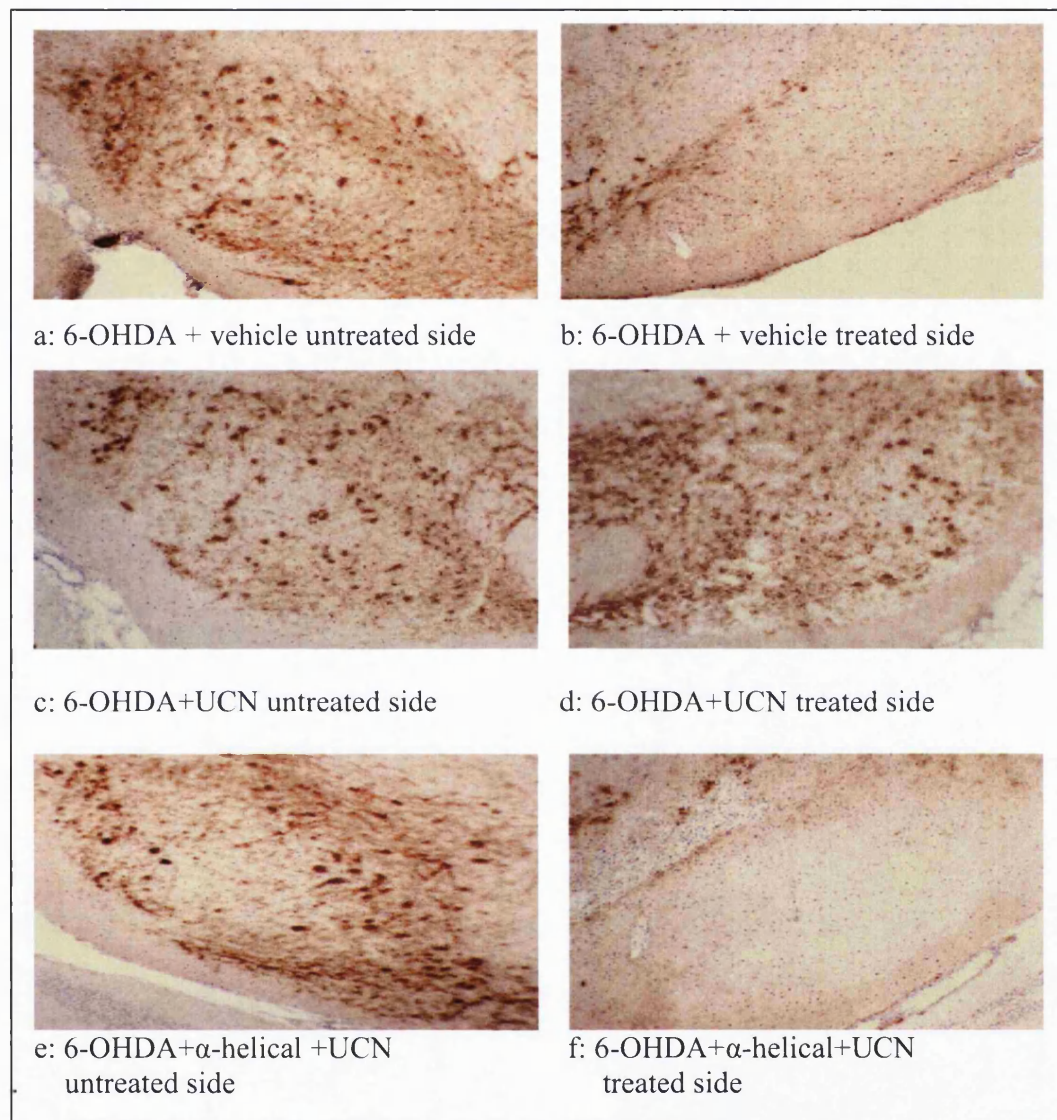 a: 6-OHDA + vehicle untreated side
b: 6-OHDA + vehicle treated side
c: 6-OHDA+UCN untreated side
d: 6-OHDA+UCN treated side
e: 6-OHDA+α-helical +UCN
untreated side
f: 6-OHDA+α-helical+UCN
treated side